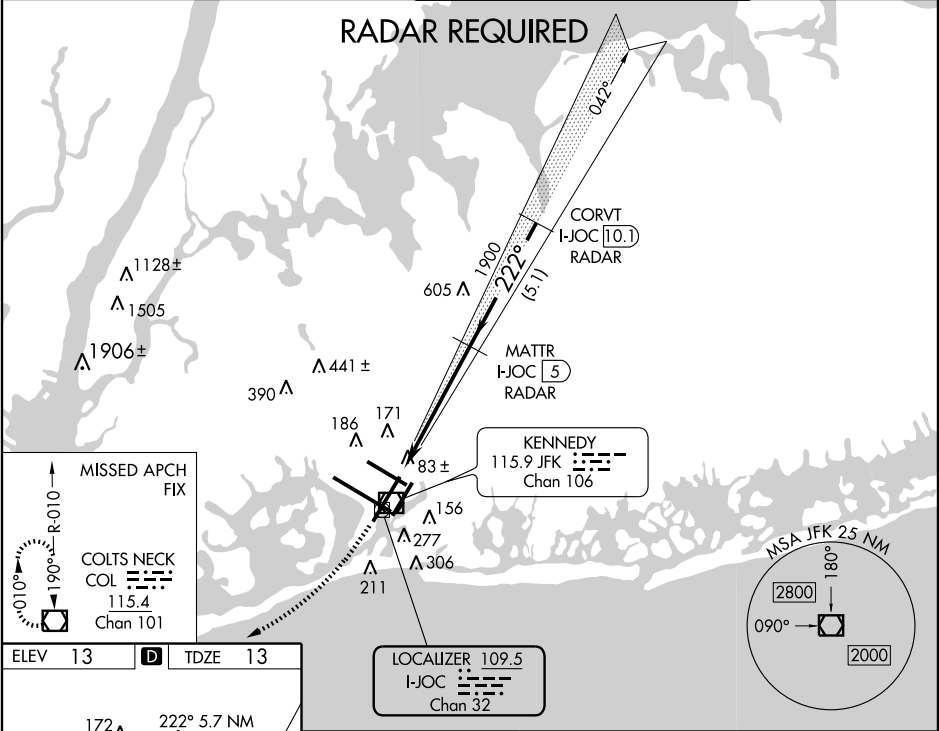 RADAR REQUIRED
042°
CORVT
I-JOC 10.1
RADAR
1900
222°
(5.1)
605
1128±
1505
1906±
441 ±
390
MATTR
I-JOC 5
RADAR
186
171
83 ±
KENNEDY
115.9 JFK
Chan 106
156
277
306
211
MISSED APCH
FIX
R-010
190°
010°
COLTS NECK
COL
115.4
Chan 101
MSA JFK 25 NM
180°
2800
090°
2000
LOCALIZER 109.5
I-JOC
Chan 32
ELEV 13
D
TDZE 13
172
222° 5.7 NM